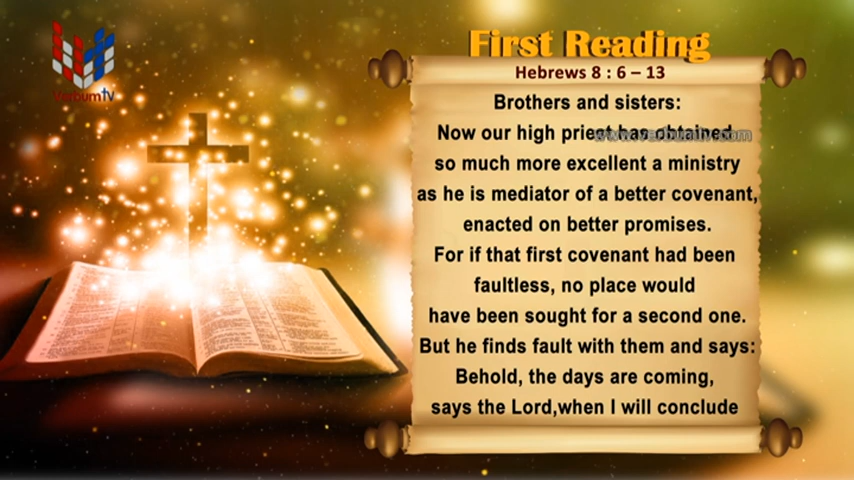 First Reading
VerbumTV
Hebrews 8 : 6 – 13
Brothers and sisters:
Now our high priest has obtained
www.verbumtv.com
so much more excellent a ministry
as he is mediator of a better covenant,
enacted on better promises.
For if that first covenant had been
faultless, no place would
have been sought for a second one.
But he finds fault with them and says:
Behold, the days are coming,
says the Lord,when I will conclude